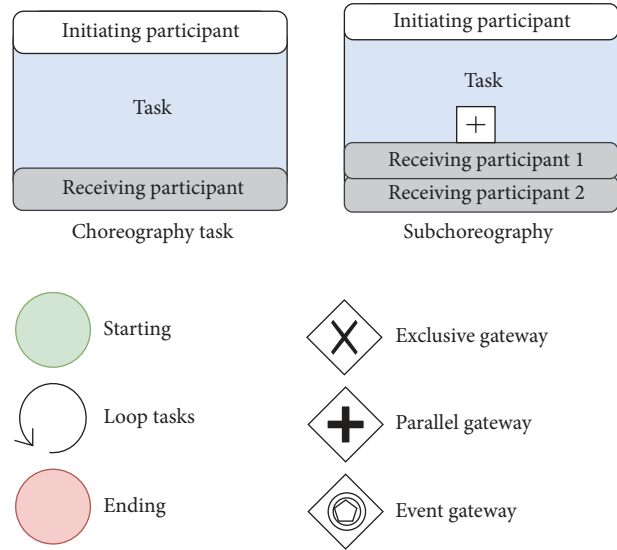 Initiating participant
Task
Receiving participant
Choreography task
Initiating participant
Task
Receiving participant 1
Receiving participant 2
Subchoreography
Starting
Exclusive gateway
Loop tasks
Parallel gateway
Ending
Event gateway